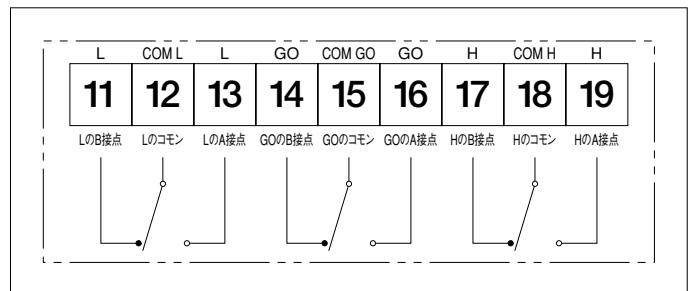 L COM L L GO COM GO GO H COM H H
11 12 13 14 15 16 17 18 19
LのB接点 Lのコモン LのA接点 GOのB接点 GOのコモン GOのA接点 HのB接点 Hのコモン HのA接点